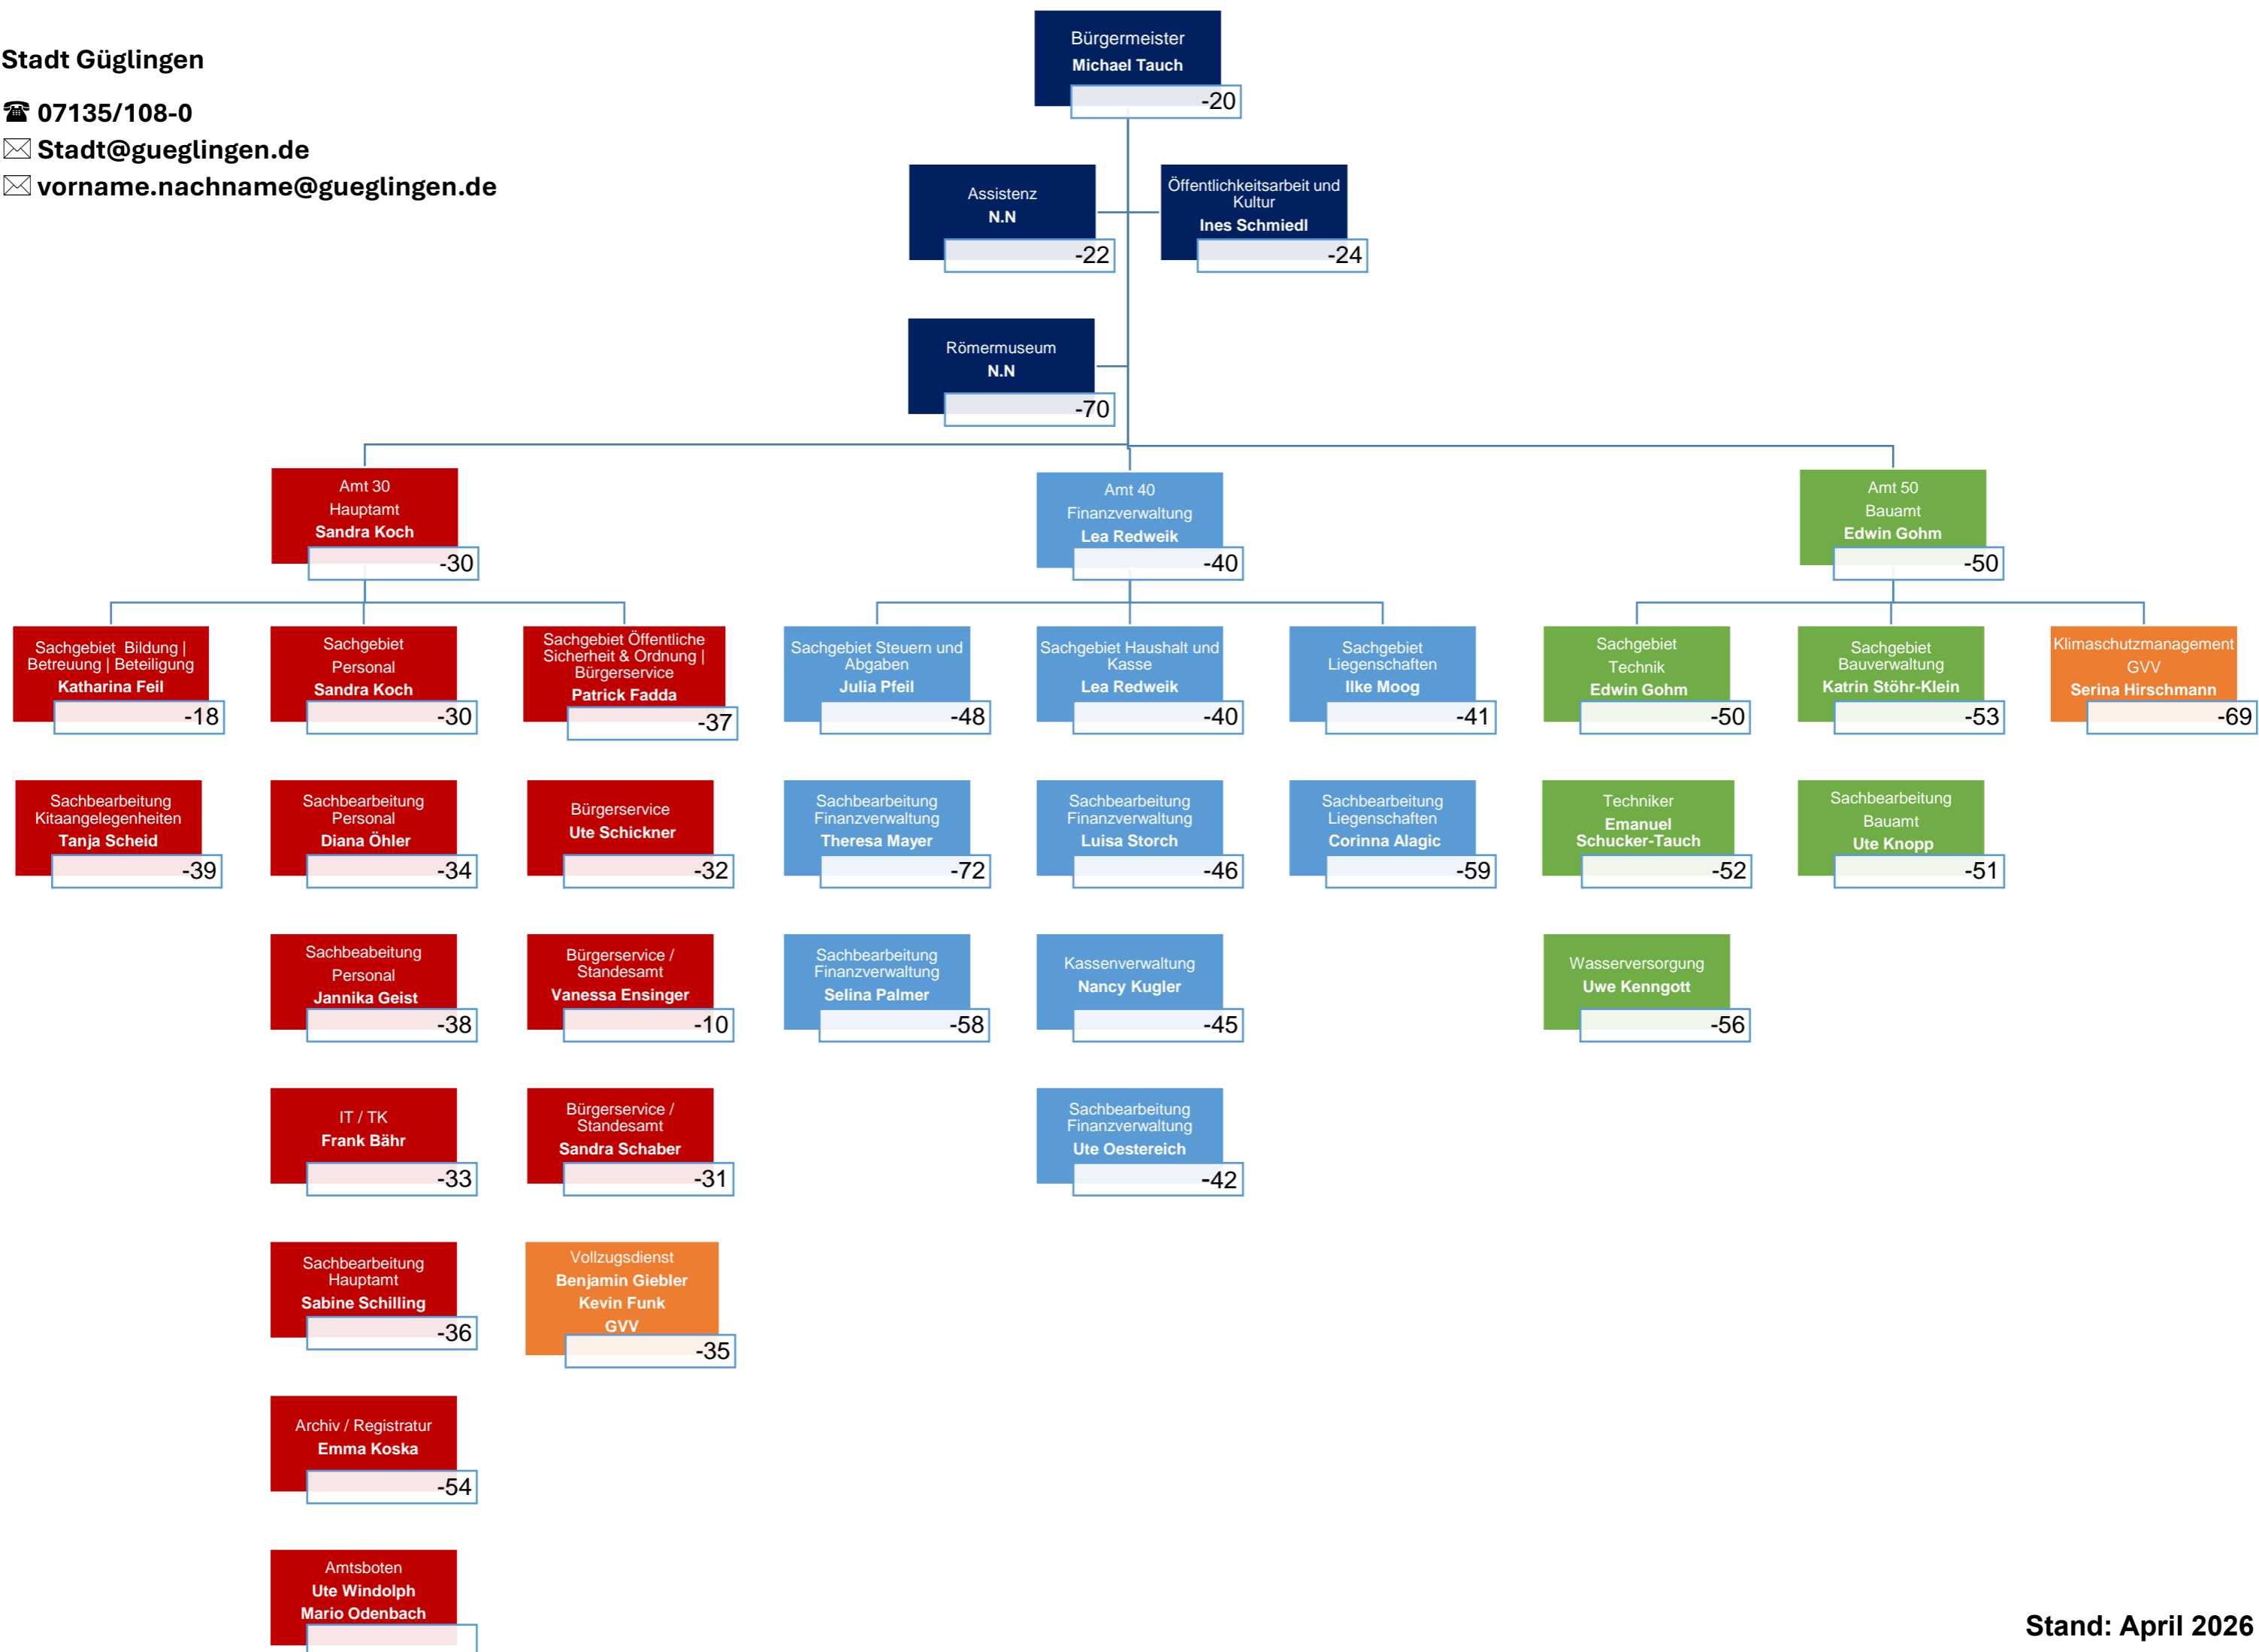 Stadt Güglingen
☎ 07135/108-0
✉ Stadt@gueglingen.de
✉ vorname.nachname@gueglingen.de
Bürgermeister
Michael Tauch
-20
Assistenz
N.N
-22
Öffentlichkeitsarbeit und
Kultur
Ines Schmiedl
-24
Römermuseum
N.N
-70
Amt 30
Hauptamt
Sandra Koch
-30
Amt 40
Finanzverwaltung
Lea Redweik
-40
Amt 50
Bauamt
Edwin Gohm
-50
Sachgebiet Bildung |
Betreuung | Beteiligung
Katharina Feil
-18
Sachgebiet
Personal
Sandra Koch
-30
Sachgebiet Öffentliche
Sicherheit & Ordnung |
Bürgerservice
Patrick Fadda
-37
Sachgebiet Steuern und
Abgaben
Julia Pfeil
-48
Sachgebiet Haushalt und
Kasse
Lea Redweik
-40
Sachgebiet
Liegenschaften
Ilke Moog
-41
Sachgebiet
Technik
Edwin Gohm
-50
Sachgebiet
Bauverwaltung
Katrin Stöhr-Klein
-53
Klimaschutzmanagement
GVV
Serina Hirschmann
-69
Sachbearbeitung
Kitaangelegenheiten
Tanja Scheid
-39
Sachbearbeitung
Personal
Diana Öhler
-34
Bürgerservice
Ute Schickner
-32
Sachbearbeitung
Finanzverwaltung
Theresa Mayer
-72
Sachbearbeitung
Finanzverwaltung
Luisa Storch
-46
Sachbearbeitung
Liegenschaften
Corinna Alagic
-59
Techniker
Emanuel
Schucker-Tauch
-52
Sachbearbeitung
Bauamt
Ute Knopp
-51
Sachbeabeitung
Personal
Jannika Geist
-38
Bürgerservice /
Standesamt
Vanessa Ensinger
-10
Sachbearbeitung
Finanzverwaltung
Selina Palmer
-58
Kassenverwaltung
Nancy Kugler
-45
Wasserversorgung
Uwe Kenngott
-56
IT / TK
Frank Bähr
-33
Bürgerservice /
Standesamt
Sandra Schaber
-31
Sachbearbeitung
Finanzverwaltung
Ute Oestereich
-42
Sachbearbeitung
Hauptamt
Sabine Schilling
-36
Vollzugsdienst
Benjamin Giebler
Kevin Funk
GVV
-35
Archiv / Registratur
Emma Koska
-54
Amtsboten
Ute Windolph
Mario Odenbach
Stand: April 2026